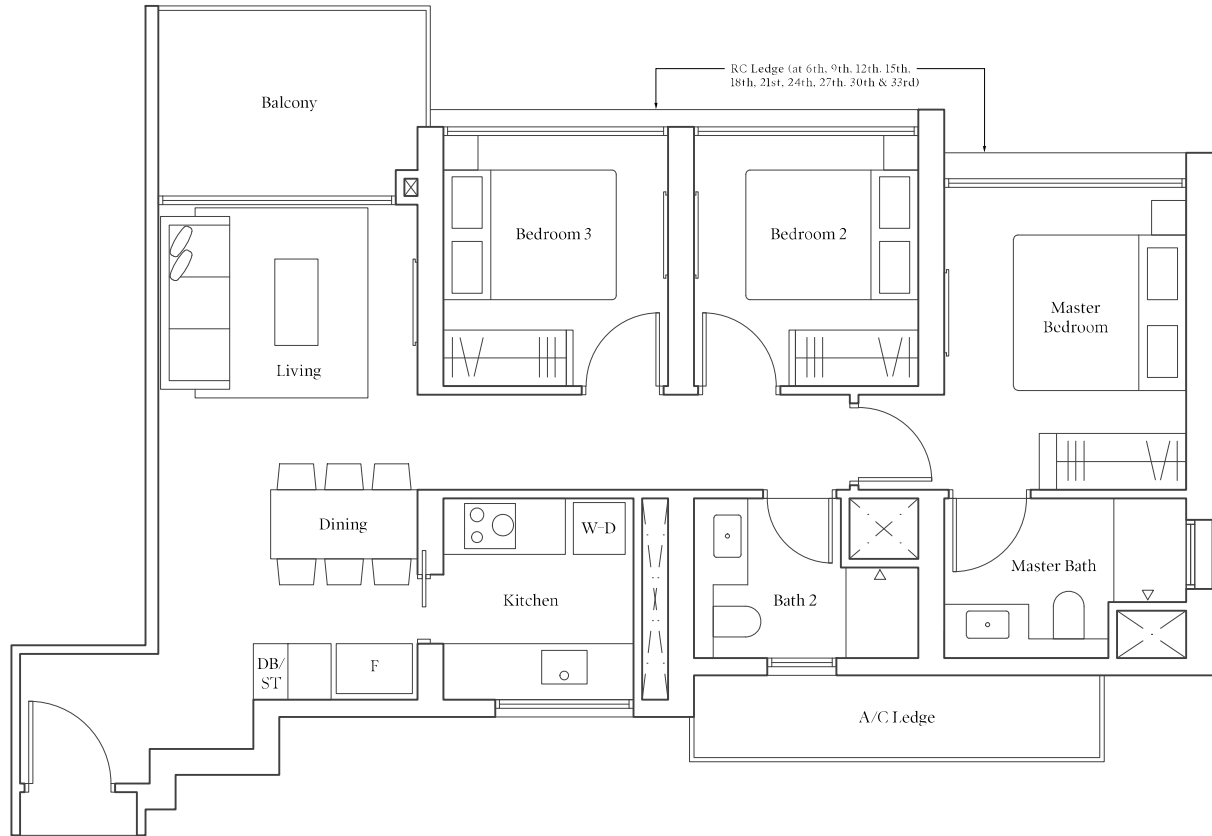 RC Ledge (at 6th, 9th, 12th, 15th,
18th, 21st, 24th, 27th, 30th & 33rd)
Balcony
Bedroom 3
Bedroom 2
Master
Bedroom
Living
Dining
W-D
Kitchen
Bath 2
Master Bath
DB/
ST
F
A/C Ledge